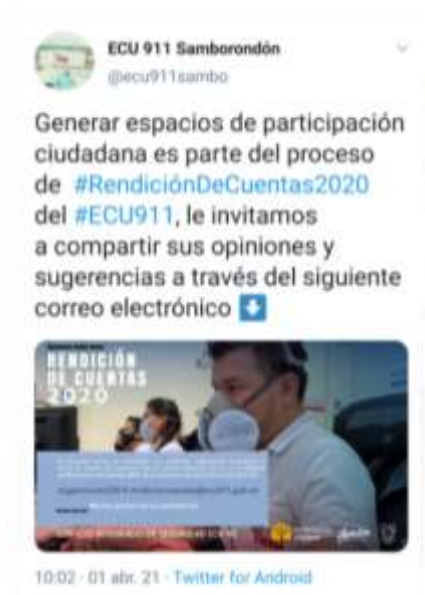 ECU 911 Samborondón
@ecu911sambo
Generar espacios de participación
ciudadana es parte del proceso
de #RendiciónDeCuentas2020
del #ECU911, le invitamos
a compartir sus opiniones y
sugerencias a través del siguiente
correo electrónico ⬇
RENDICIÓN
DE CUENTAS
2020
10:02 · 01 abr. 21 · Twitter for Android